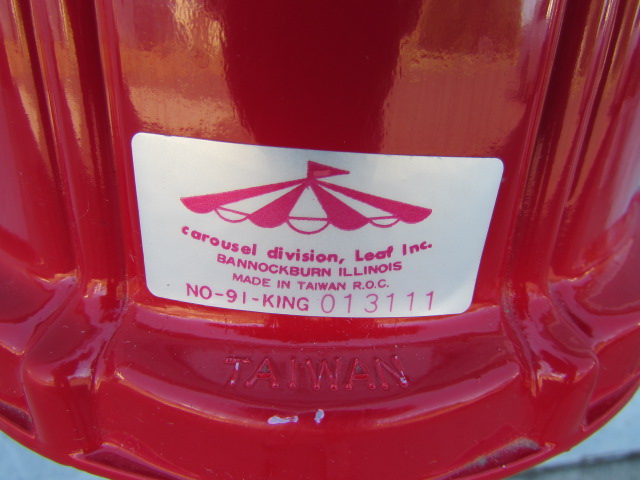 carousel division, Leaf Inc.
BANNOCKBURN ILLINOIS
MADE IN TAIWAN R.O.C.
NO-91-KING 013111
TAIWAN